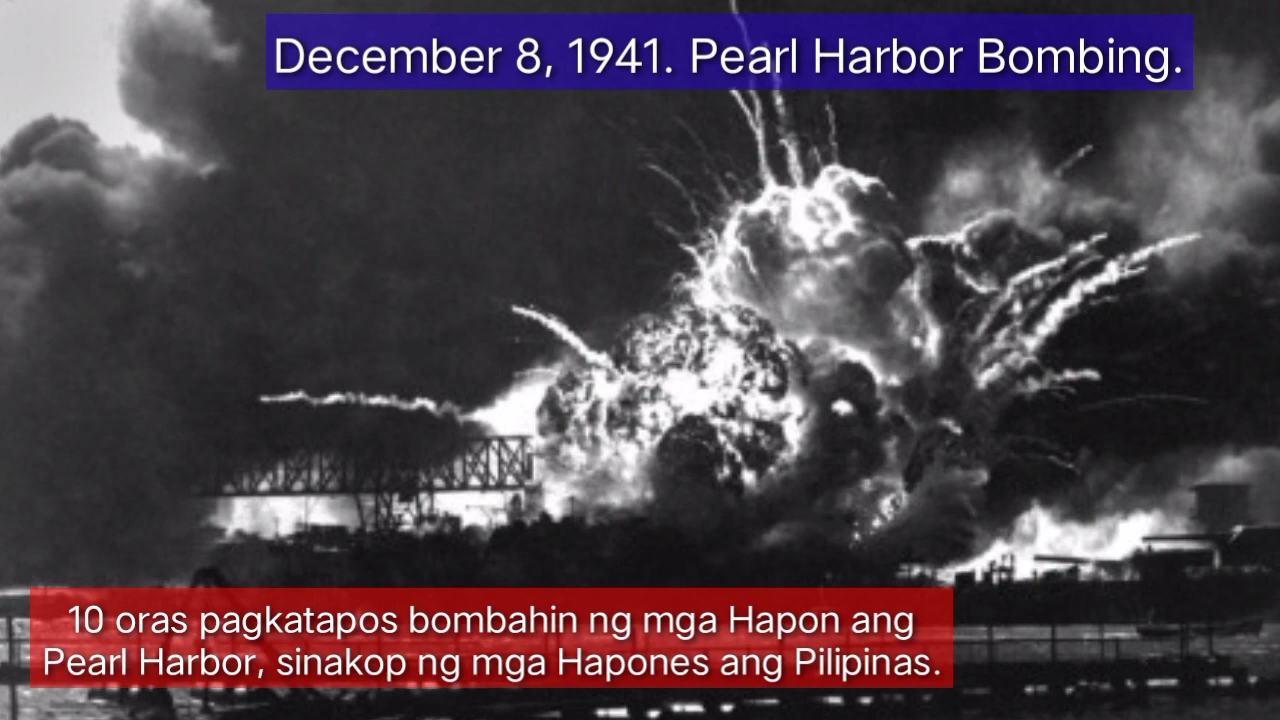 December 8, 1941. Pearl Harbor Bombing.
10 oras pagkatapos bombahin ng mga Hapon ang
Pearl Harbor, sinakop ng mga Hapones ang Pilipinas.